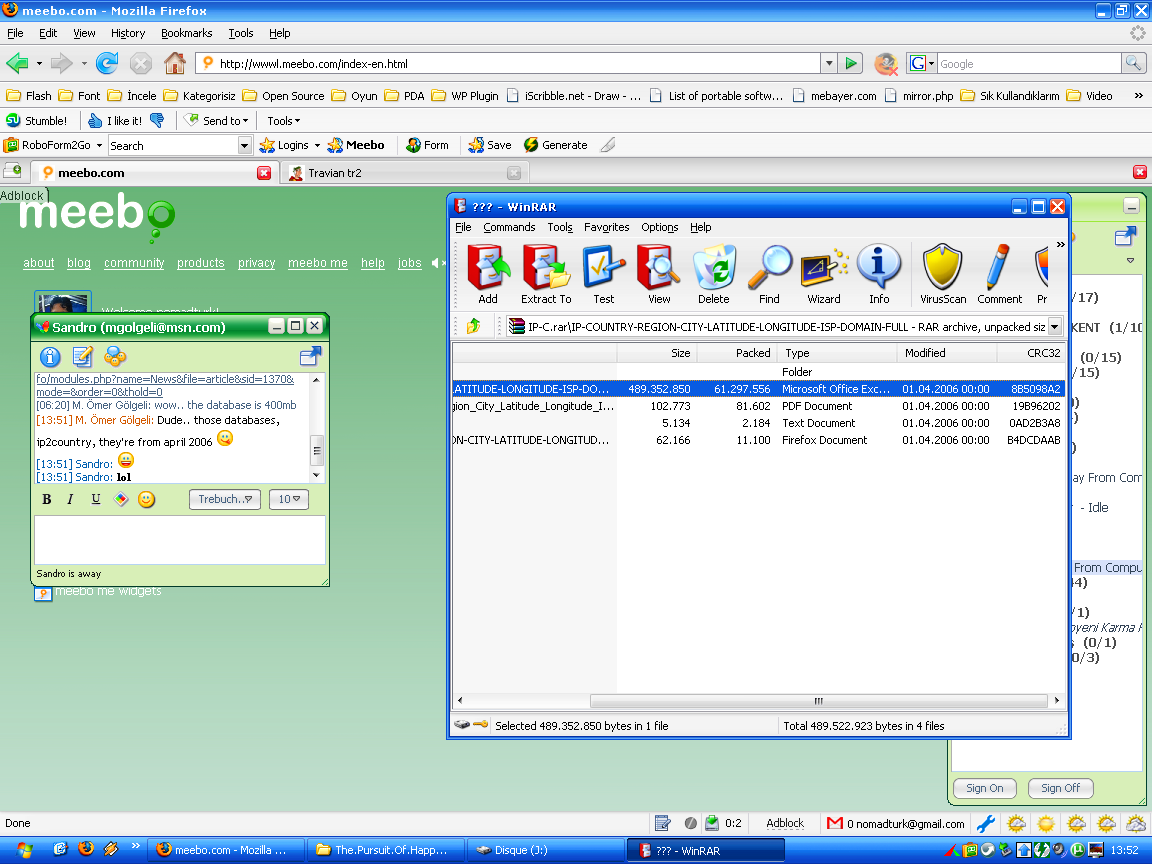 meebo.com - Mozilla Firefox
File Edit View History Bookmarks Tools Help
http://www1.meebo.com/index-en.html
G Google
Flash Font İncele Kategorisiz Open Source Oyun PDA WP Plugin iScribble.net - Draw - ... List of portable softw... mebayer.com mirror.php Sık Kullandıklarım Video »
Stumble! I like it! Send to Tools
RoboForm2Go Search Logins Meebo Form Save Generate
meebo.com Travian tr2
Adblock
meebo
about blog community products privacy meebo me help jobs
Welcome nomadturk!
Sandro (mgolgeli@msn.com)
fo/modules.php?name=News&file=article&sid=1370&
mode=&order=0&thold=0
[06:20] M. Ömer Gölgeli: wow.. the database is 400mb
[13:51] M. Ömer Gölgeli: Dude.. those databases,
ip2country, they're from april 2006
[13:51] Sandro:
[13:51] Sandro: lol
B I U Trebuch.. 10
Sandro is away
meebo me widgets
??? - WinRAR
File Commands Tools Favorites Options Help
Add Extract To Test View Delete Find Wizard Info VirusScan Comment Pr »
IP-C.rar\IP-COUNTRY-REGION-CITY-LATITUDE-LONGITUDE-ISP-DOMAIN-FULL - RAR archive, unpacked siz
Size Packed Type Modified CRC32
Folder
LATITUDE-LONGITUDE-ISP-DO... 489.352.850 61.297.556 Microsoft Office Exc... 01.04.2006 00:00 8B5098A2
gion_City_Latitude_Longitude_I... 102.773 81.602 PDF Document 01.04.2006 00:00 19B96202
5.134 2.184 Text Document 01.04.2006 00:00 0AD2B3A8
ON-CITY-LATITUDE-LONGITUD... 62.166 11.100 Firefox Document 01.04.2006 00:00 B4DCDAAB
Selected 489.352.850 bytes in 1 file Total 489.522.923 bytes in 4 files
/17)
KENT (1/10
(0/15)
/15)
ay From Com
- Idle
From Compu
/1)
oyeni Karma
(0/1)
0/3)
Sign On Sign Off
Done 0:2 Adblock 0 nomadturk@gmail.com
» meebo.com - Mozilla ... The.Pursuit.Of.Happ... Disque (J:) ??? - WinRAR 13:52